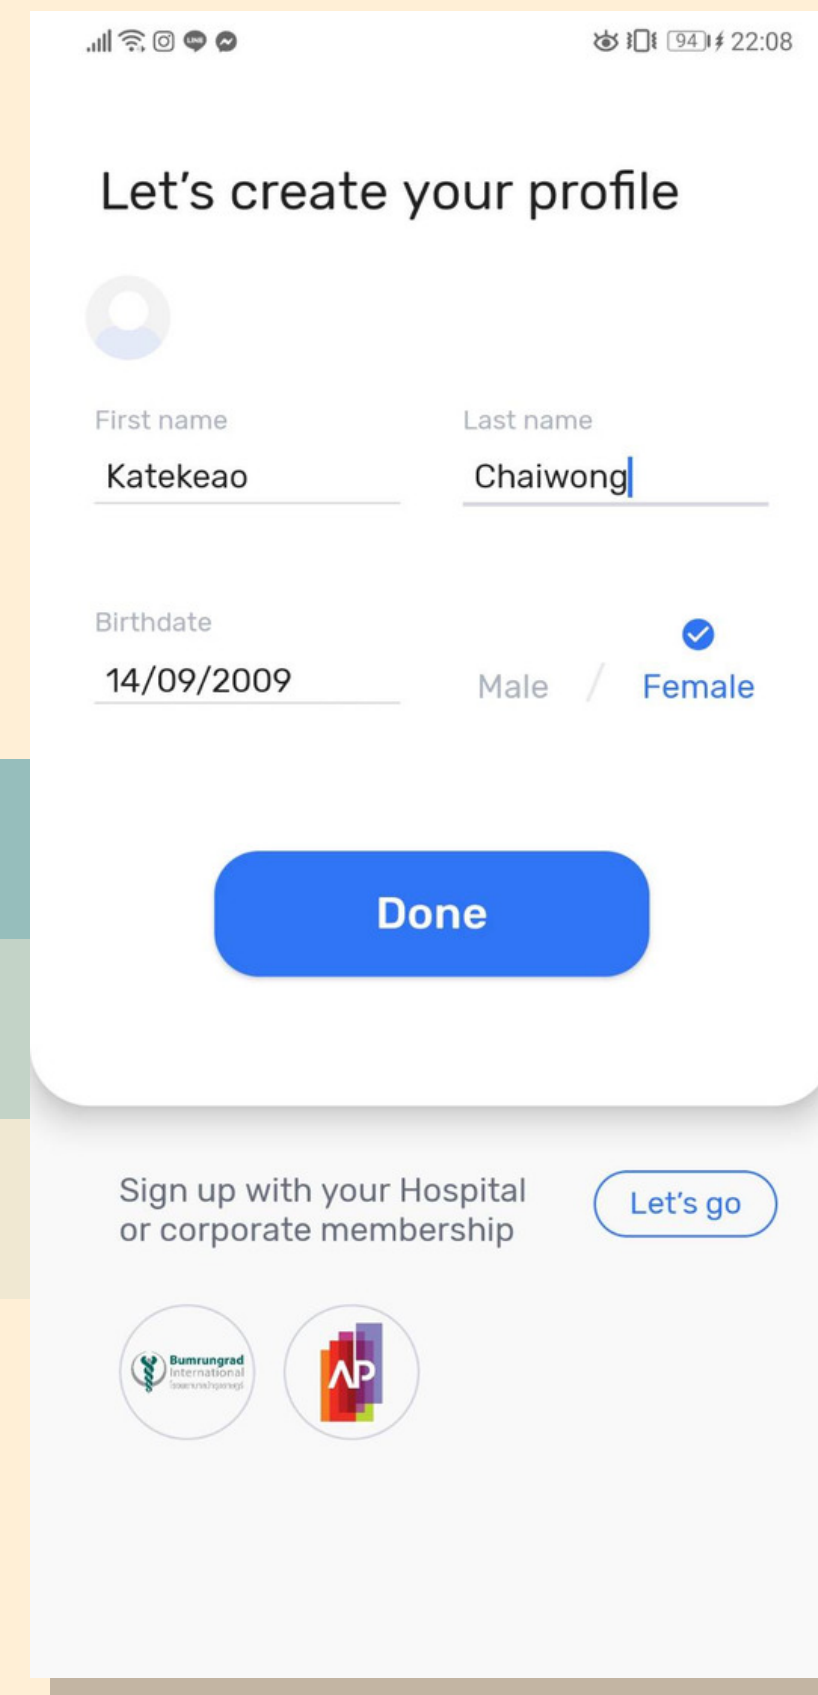 94 22:08
Let's create your profile
First name Last name
Katekeao Chaiwong
Birthdate
14/09/2009 Male / Female
Done
Sign up with your Hospital
or corporate membership
Let's go
Bumrungrad
International
AP